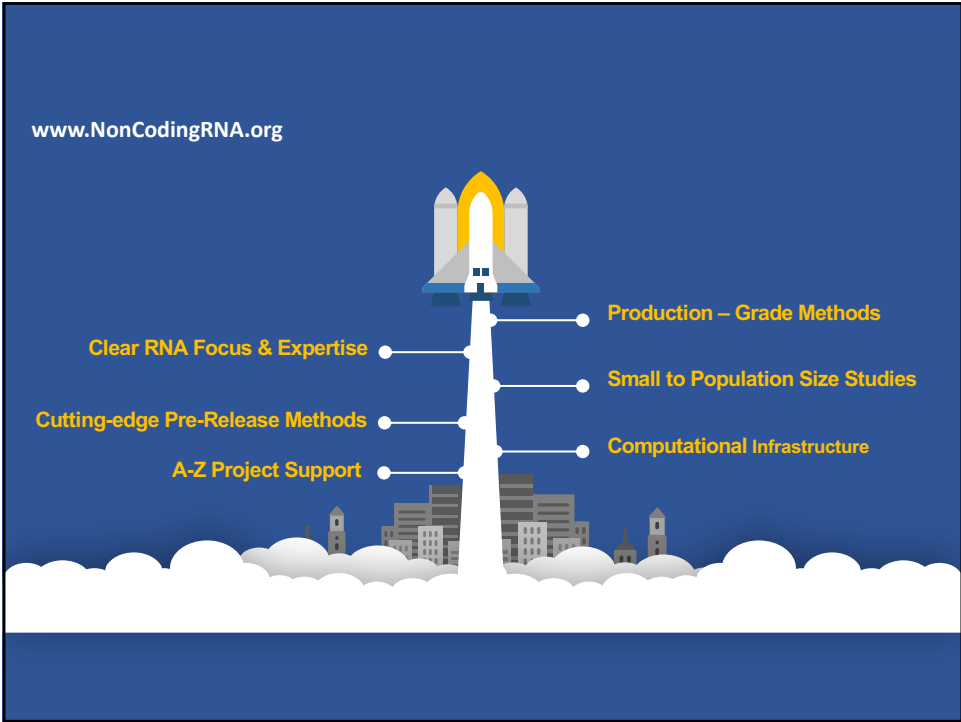 www.NonCodingRNA.org
Production – Grade Methods
Clear RNA Focus & Expertise
Small to Population Size Studies
Cutting-edge Pre-Release Methods
Computational Infrastructure
A-Z Project Support